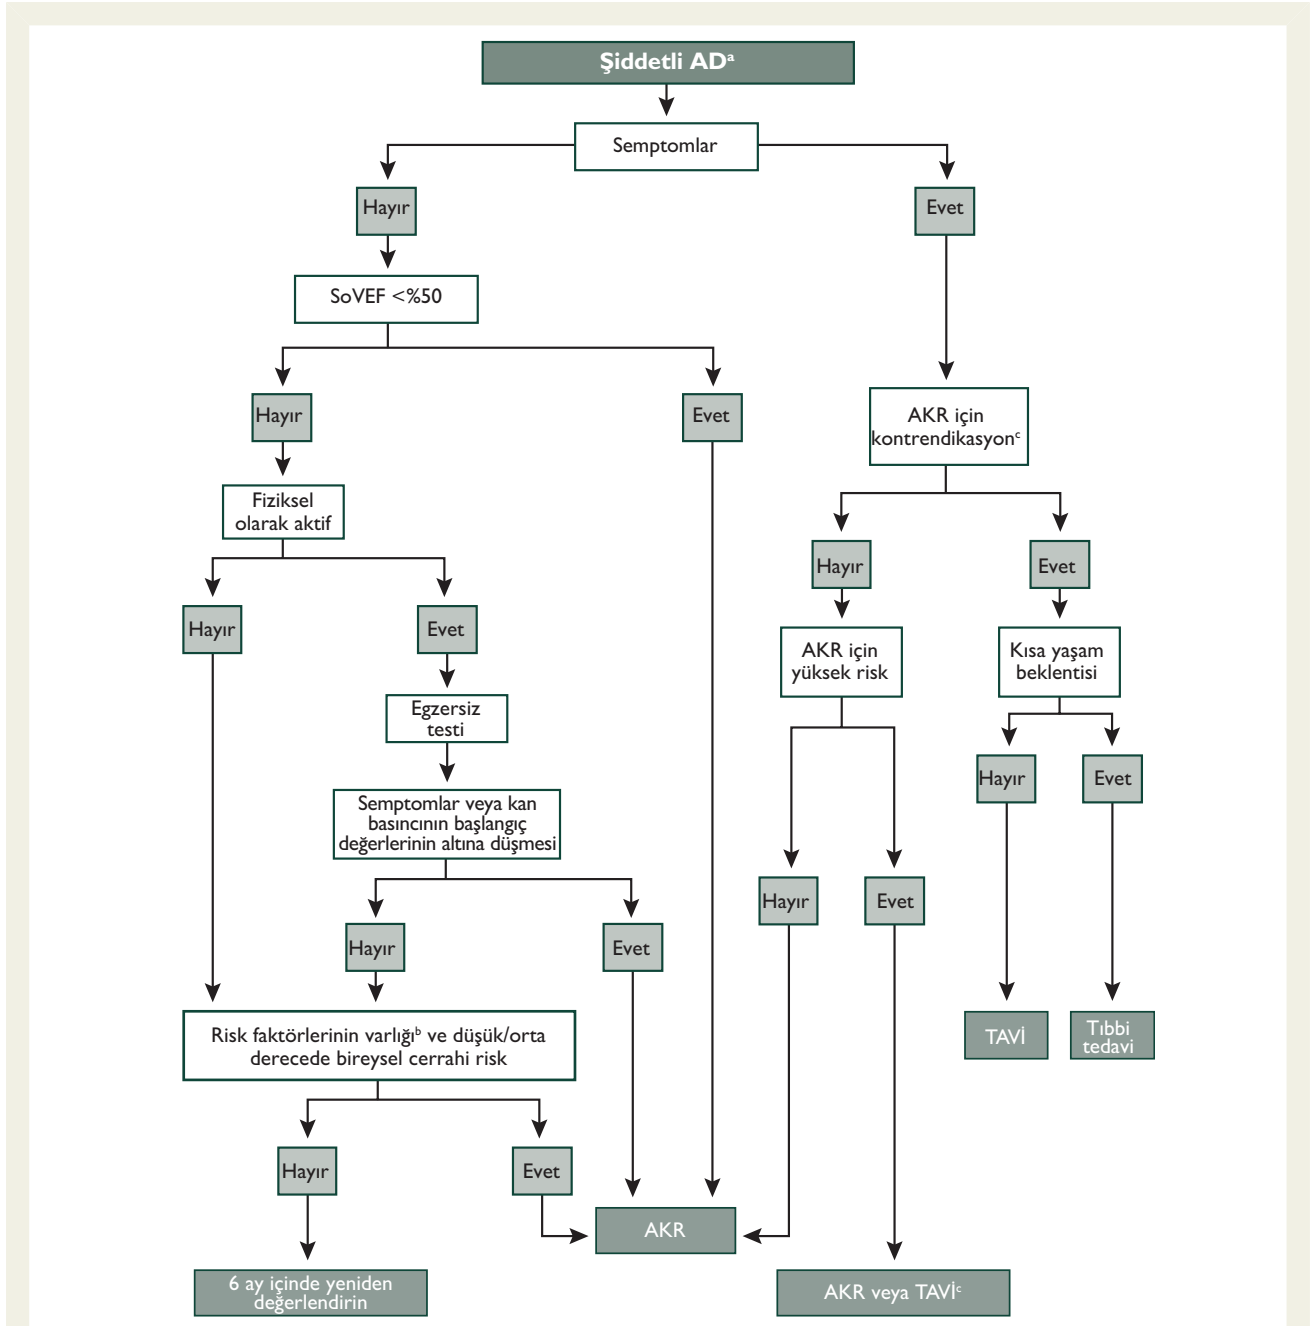 Şiddetli ADᵃ
Semptomlar
Hayır
Evet
SoVEF <%50
Hayır
Evet
AKR için
kontrendikasyonᶜ
Fiziksel
olarak aktif
Hayır
Evet
Hayır
Evet
AKR için
yüksek risk
Kısa yaşam
beklentisi
Egzersiz
testi
Hayır
Evet
Semptomlar veya kan
basıncının başlangıç
değerlerinin altına düşmesi
Hayır
Evet
Hayır
Evet
Risk faktörlerinin varlığıᵇ ve düşük/orta
derecede bireysel cerrahi risk
TAVİ
Tıbbi
tedavi
Hayır
Evet
AKR
6 ay içinde yeniden
değerlendirin
AKR veya TAVİᶜ